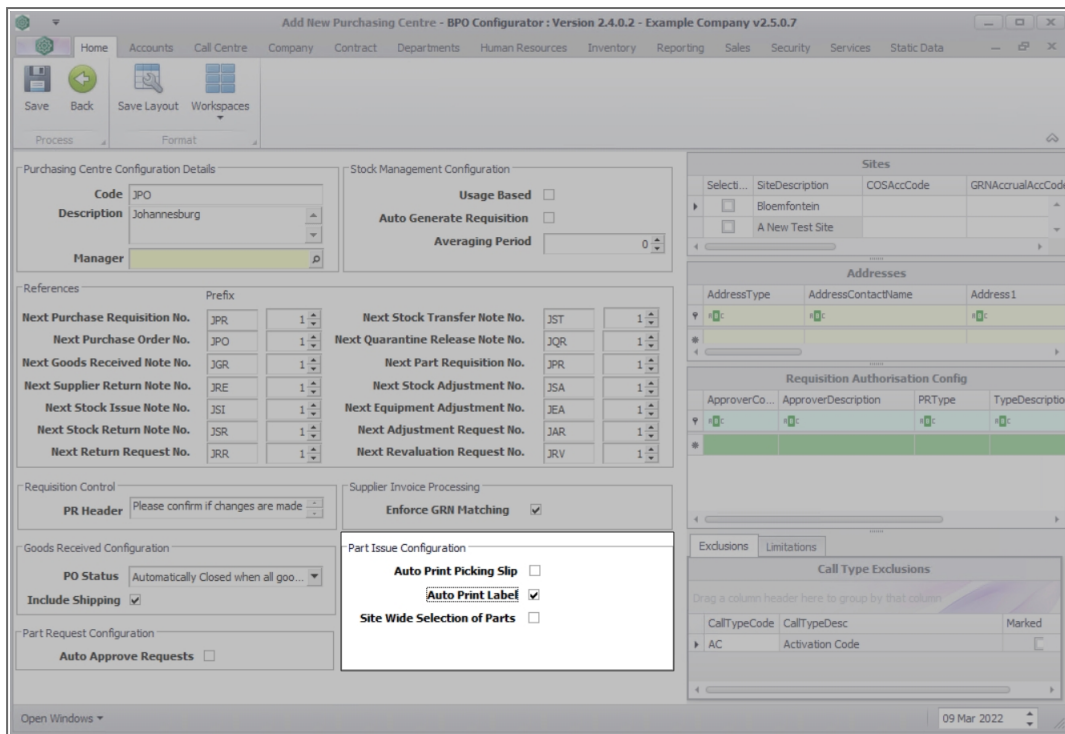 Add New Purchasing Centre - BPO Configurator : Version 2.4.0.2 - Example Company v2.5.0.7
Home Accounts Call Centre Company Contract Departments Human Resources Inventory Reporting Sales Security Services Static Data
Save Back Save Layout Workspaces
Process Format
Purchasing Centre Configuration Details
Code JPO
Description Johannesburg
Manager
Stock Management Configuration
Usage Based
Auto Generate Requisition
Averaging Period 0
References
Prefix
Next Purchase Requisition No. JPR 1 Next Stock Transfer Note No. JST 1
Next Purchase Order No. JPO 1 Next Quarantine Release Note No. JQR 1
Next Goods Received Note No. JGR 1 Next Part Requisition No. JPR 1
Next Supplier Return Note No. JRE 1 Next Stock Adjustment No. JSA 1
Next Stock Issue Note No. JSI 1 Next Equipment Adjustment No. JEA 1
Next Stock Return Note No. JSR 1 Next Adjustment Request No. JAR 1
Next Return Request No. JRR 1 Next Revaluation Request No. JRV 1
Requisition Control
PR Header Please confirm if changes are made
Supplier Invoice Processing
Enforce GRN Matching
Goods Received Configuration
PO Status Automatically Closed when all goo...
Include Shipping
Part Request Configuration
Auto Approve Requests
Part Issue Configuration
Auto Print Picking Slip
Auto Print Label
Site Wide Selection of Parts
Sites
Selecti... SiteDescription COSAccCode GRNAccrualAccCode
Bloemfontein
A New Test Site
Addresses
AddressType AddressContactName Address1
Requisition Authorisation Config
ApproverCo... ApproverDescription PRType TypeDescriptio
Exclusions Limitations
Call Type Exclusions
Drag a column header here to group by that column
CallTypeCode CallTypeDesc Marked
AC Activation Code
Open Windows 09 Mar 2022